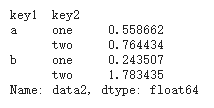 key1  key2
a     one     0.558662
      two     0.764434
b     one     0.243507
      two     1.783435
Name: data2, dtype: float64